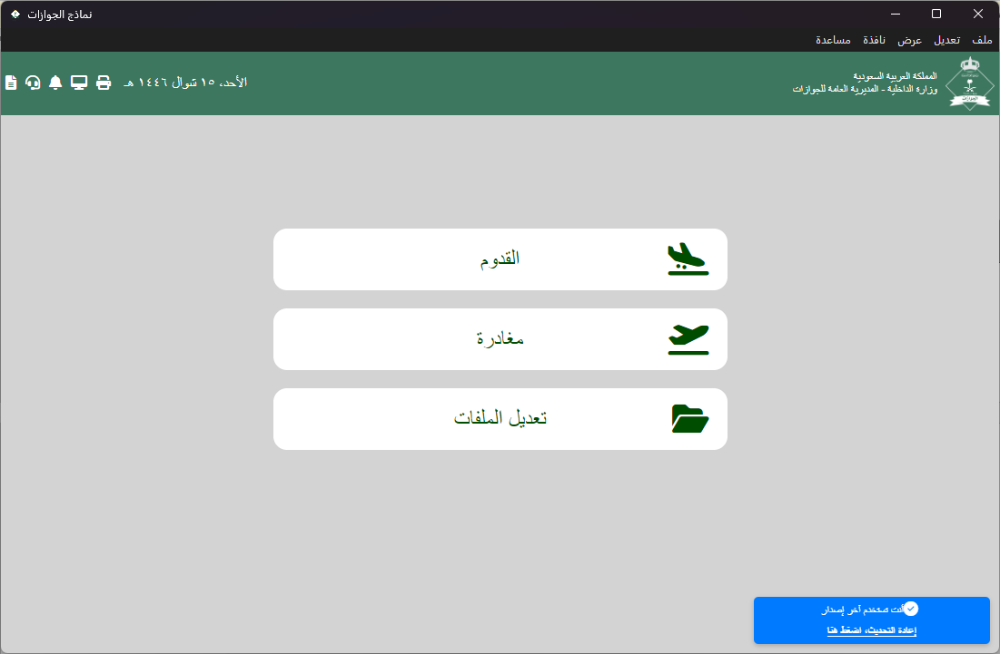 نماذج الجوازات
ملف تعديل عرض نافذة مساعدة
المملكة العربية السعودية
وزارة الداخلية - المديرية العامة للجوازات
الأحد، ١٥ شوال ١٤٤٦ هـ
القدوم
مغادرة
تعديل الملفات
أنت تستخدم آخر إصدار
إعادة التحديث، اضغط هنا